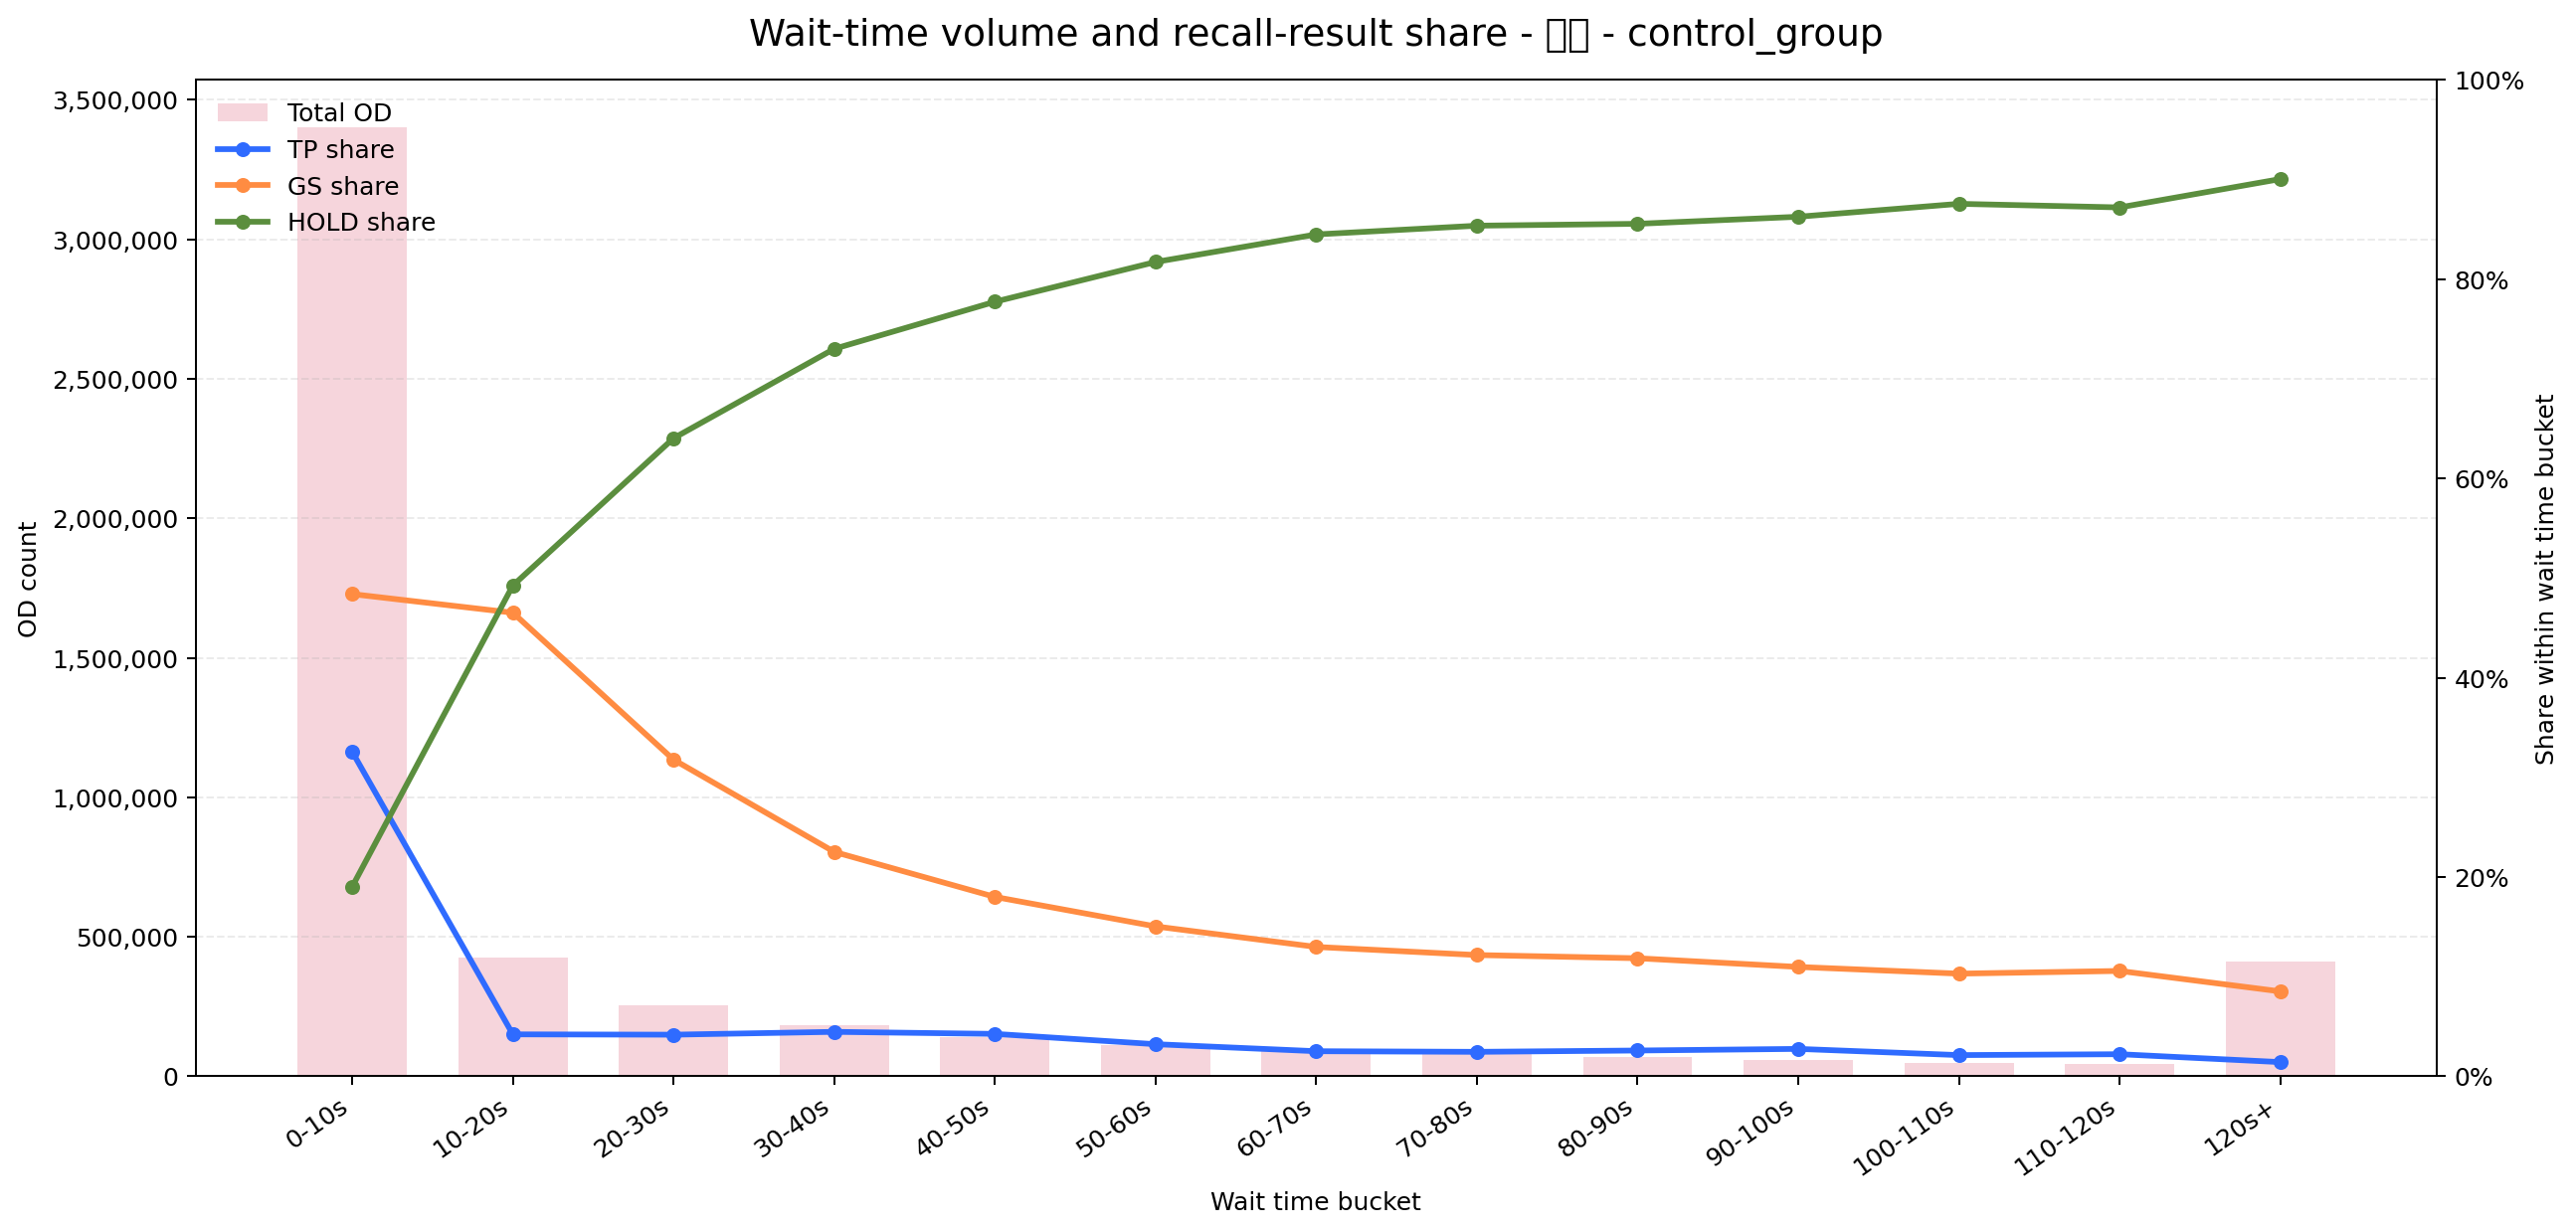 Wait-time volume and recall-result share - - control_group
Total OD
TP share
GS share
HOLD share
3,500,000
3,000,000
2,500,000
2,000,000
1,500,000
1,000,000
500,000
0
OD count
100%
80%
60%
40%
20%
0%
Share within wait time bucket
0-10s
10-20s
20-30s
30-40s
40-50s
50-60s
60-70s
70-80s
80-90s
90-100s
100-110s
110-120s
120s+
Wait time bucket